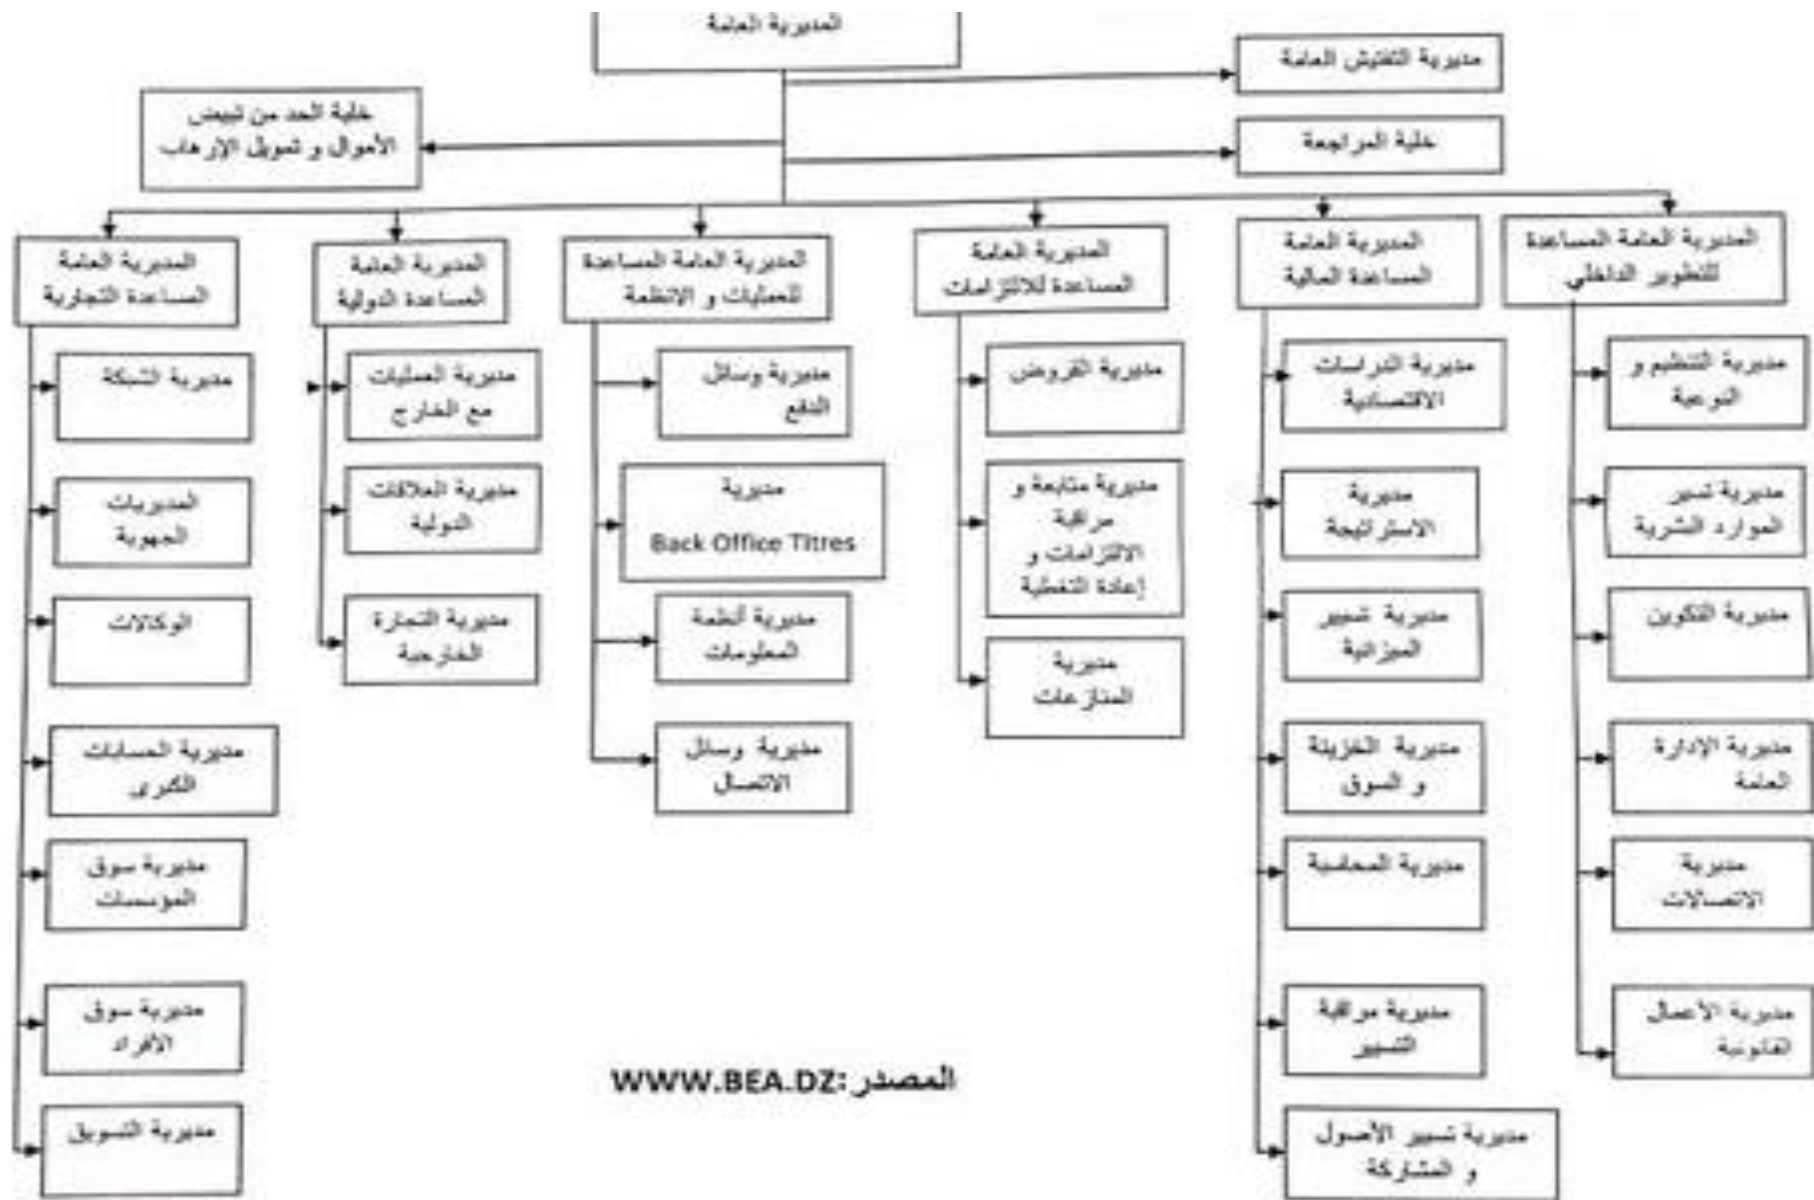 المديرية العامة
مديرية التفتيش العامة
خلية الحد من تبيض
الأموال و تمويل الإرهاب
خلية المراجعة
المديرية العامة المساعدة
للتطوير الداخلي
المديرية العامة
المساعدة المالية
المديرية العامة
المساعدة للالتزامات
المديرية العامة المساعدة
للعمليات و الانظمة
المديرية العامة
المساعدة الدولية
المديرية العامة
المساعدة التجارية
مديرية التنظيم و
النوعية
مديرية تسير
الموارد الشرية
مديرية التكوين
مديرية الإدارة
العامة
مديرية
الاتصالات
مديرية الأعمال
القانونية
مديرية الدراسات
الاقتصادية
مديرية
الاستراتيجة
مديرية تسيير
الميزانية
مديرية الخزينة
و السوق
مديرية المحاسبة
مديرية مراقبة
التسيير
مديرية تسيير الأصول
و المشاركة
مديرية القروض
مديرية متابعة و
مراقبة
الالتزامات و
إعادة التغطية
مديرية
المنازعات
مديرية وسائل
الدفع
مديرية
Back Office Titres
مديرية أنظمة
المعلومات
مديرية وسائل
الاتصال
مديرية العمليات
مع الخارج
مديرية العلاقات
الدولية
مديرية التجارة
الخارجية
مديرية الشبكة
المديريات
الجهوية
الوكالات
مديرية الحسابات
الكبرى
مديرية سوق
المؤسسات
مديرية سوق
الأفراد
مديرية التسويق
المصدر :WWW.BEA.DZ